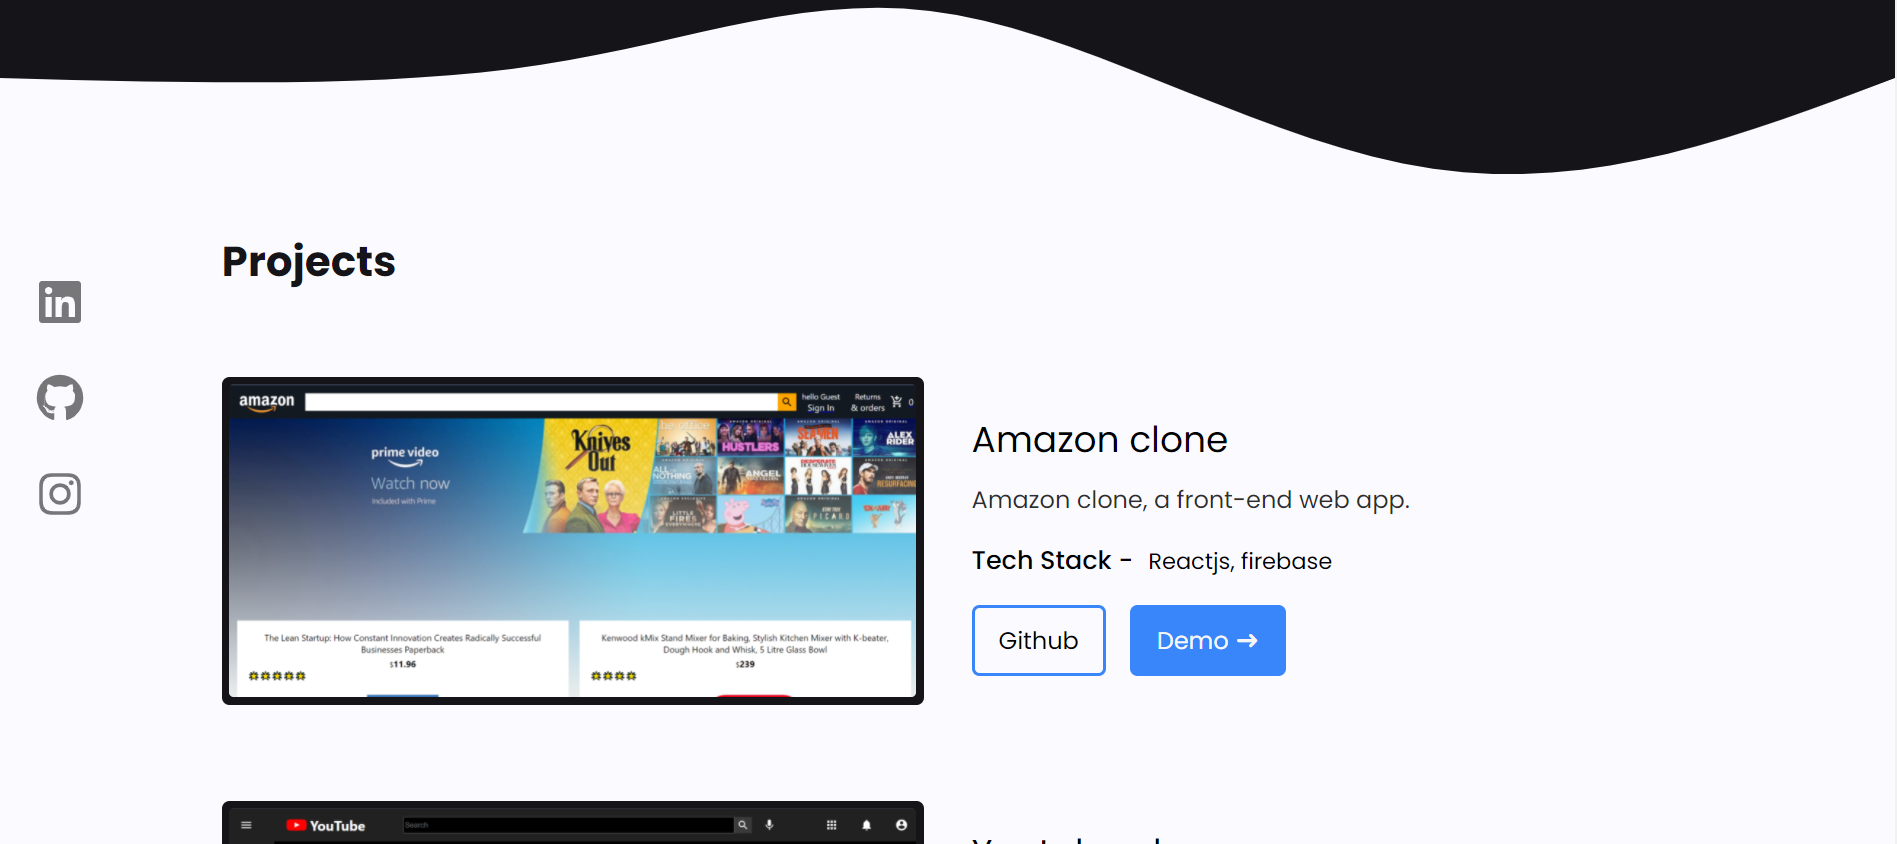 Projects
amazon
hello Guest
Sign In
Returns
& orders
0
prime video
Watch now
Included with Prime
Knives
Out
HUSTLERS
ALEX
RIDER
ALL OR
NOTHING
ANGEL
RESURFACING
LITTLE
FIRES
EVERYWHERE
PICARD
The Lean Startup: How Constant Innovation Creates Radically Successful
Businesses Paperback
$11.96
Kenwood kMix Stand Mixer for Baking, Stylish Kitchen Mixer with K-beater,
Dough Hook and Whisk, 5 Litre Glass Bowl
$239
Amazon clone
Amazon clone, a front-end web app.
Tech Stack - Reactjs, firebase
Github
Demo →
YouTube
Search